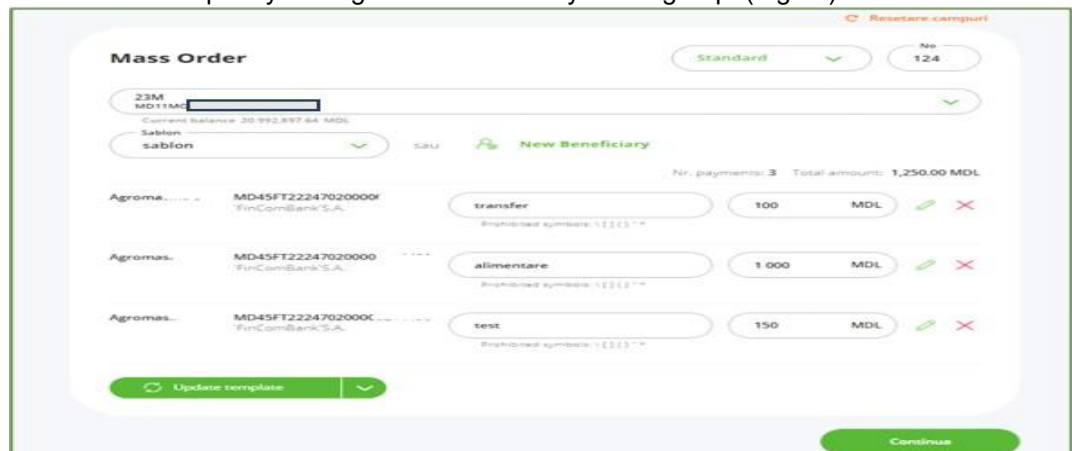 Resetare campuri
Mass Order
Standard
No
124
23M
MD11MO
Current balance 20.992.897.64 MDL
Sablon
sablon
sau
New Beneficiary
Nr. payments: 3 Total amount: 1,250.00 MDL
Agroma
MD45FT22247020000
'FinComBank'S.A.
transfer
100 MDL
Prohibited symbols: \ [ ] { } ~ ^
Agromas.
MD45FT22247020000
'FinComBank'S.A.
alimentare
1 000 MDL
Prohibited symbols: \ [ ] { } ~ ^
Agromas.
MD45FT22247020000
'FinComBank'S.A.
test
150 MDL
Prohibited symbols: \ [ ] { } ~ ^
Update template
Continua